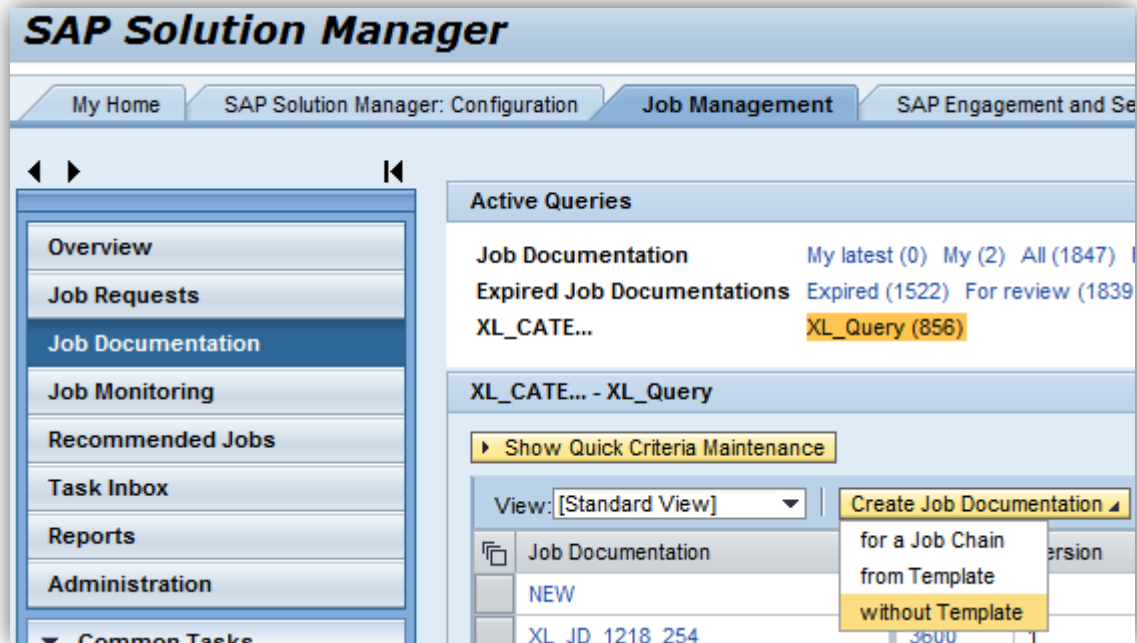 SAP Solution Manager
My Home SAP Solution Manager: Configuration Job Management SAP Engagement and Se
Overview
Job Requests
Job Documentation
Job Monitoring
Recommended Jobs
Task Inbox
Reports
Administration
Common Tasks
Active Queries
Job Documentation My latest (0) My (2) All (1847)
Expired Job Documentations Expired (1522) For review (1839
XL_CATE... XL_Query (856)
XL_CATE... - XL_Query
Show Quick Criteria Maintenance
View: [Standard View] Create Job Documentation
for a Job Chain
from Template
without Template
Job Documentation ersion
NEW
XL_JD_1218_254 3600 1